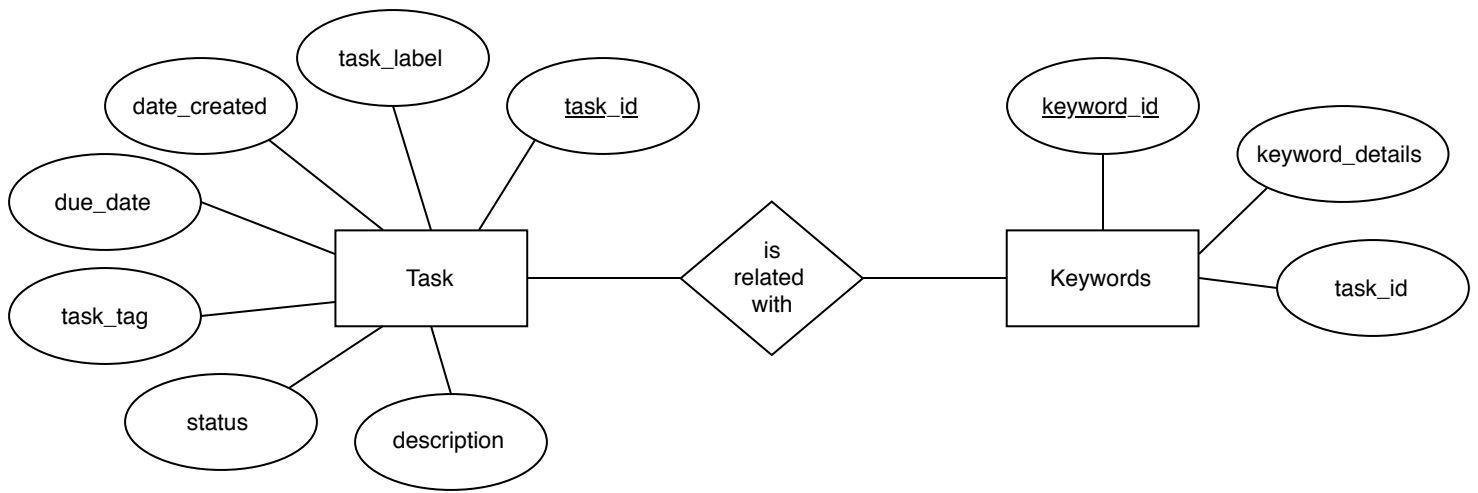 task_label
date_created
task_id
keyword_id
keyword_details
due_date
is
related
with
Task
Keywords
task_id
task_tag
status
description